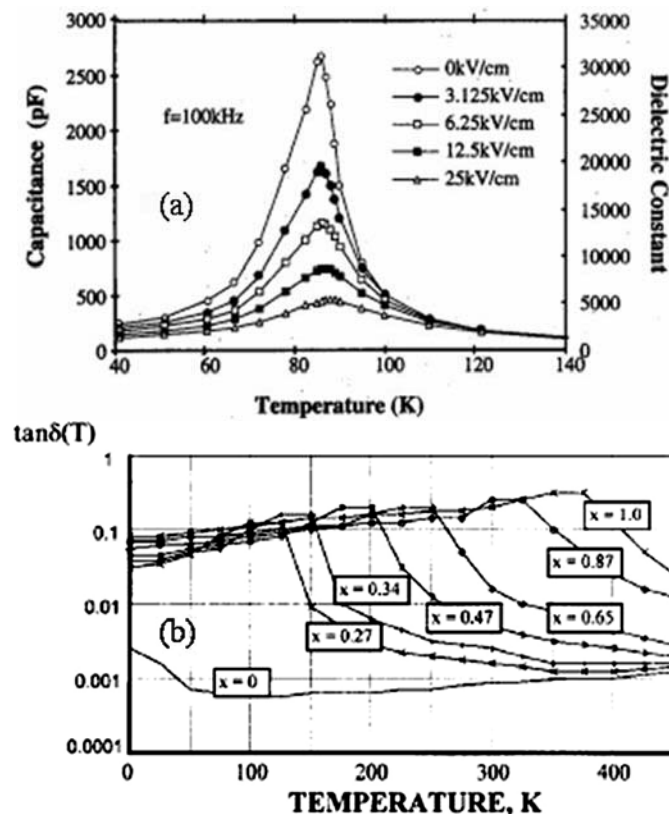 3000
2500
2000
1500
1000
500
0
Capacitance (pF)
35000
30000
25000
20000
15000
10000
5000
0
Dielectric Constant
f=100kHz
0kV/cm
3.125kV/cm
6.25kV/cm
12.5kV/cm
25kV/cm
(a)
40 60 80 100 120 140
Temperature (K)
tanδ(T)
1
0.1
0.01
0.001
0.0001
x = 1.0
x = 0.87
x = 0.34
x = 0.47
x = 0.65
(b)
x = 0.27
x = 0
0 100 200 300 400
TEMPERATURE, K